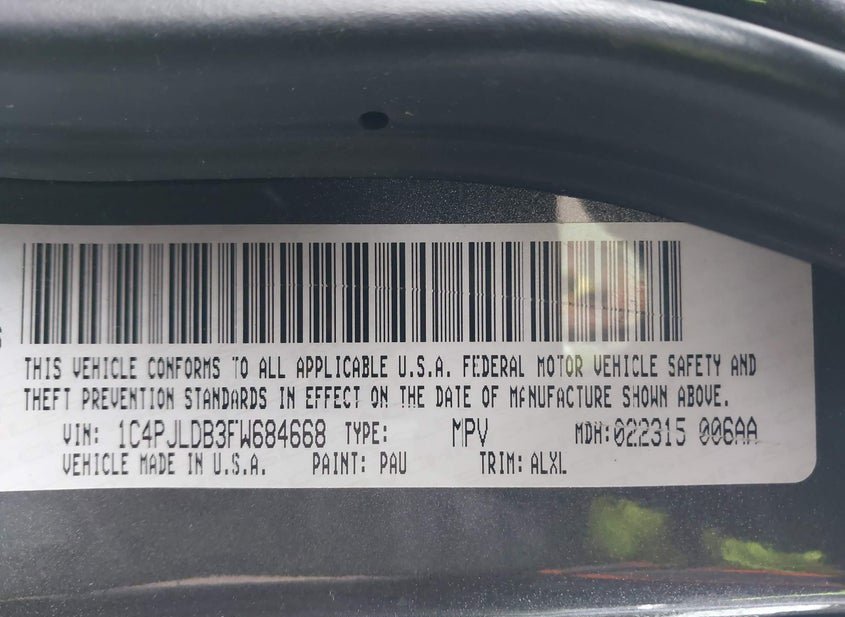 THIS VEHICLE CONFORMS TO ALL APPLICABLE U.S.A. FEDERAL MOTOR VEHICLE SAFETY AND
THEFT PREVENTION STANDARDS IN EFFECT ON THE DATE OF MANUFACTURE SHOWN ABOVE.
VIN: 1C4PJLDB3FW684668 TYPE: MPV MDH: 022315 006AA
VEHICLE MADE IN U.S.A. PAINT: PAU TRIM: ALXL